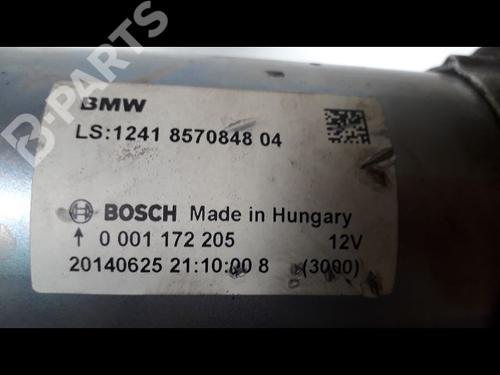 B-PARTS
BMW
LS:1241 8570848 04
BOSCH Made in Hungary
↑ 0 001 172 205 12V
20140625 21:10:00 8 (3000)